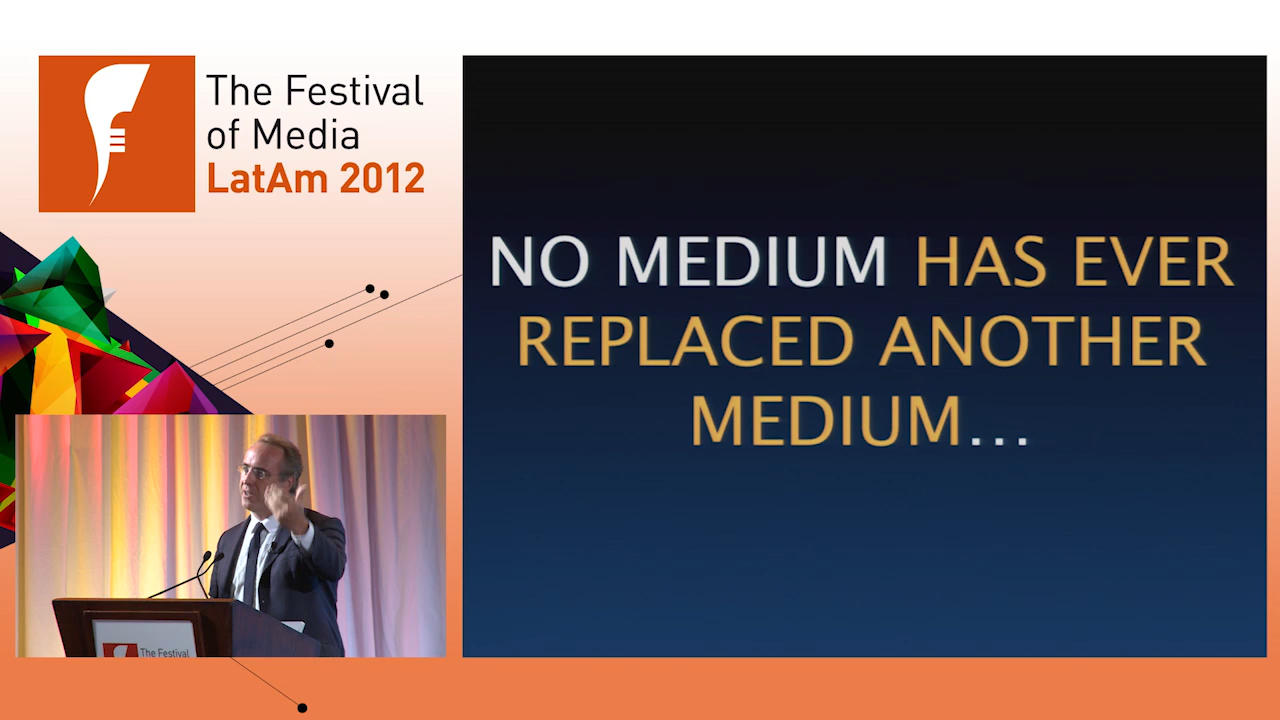 The Festival
of Media
LatAm 2012
NO MEDIUM HAS EVER
REPLACED ANOTHER
MEDIUM...
The Festival